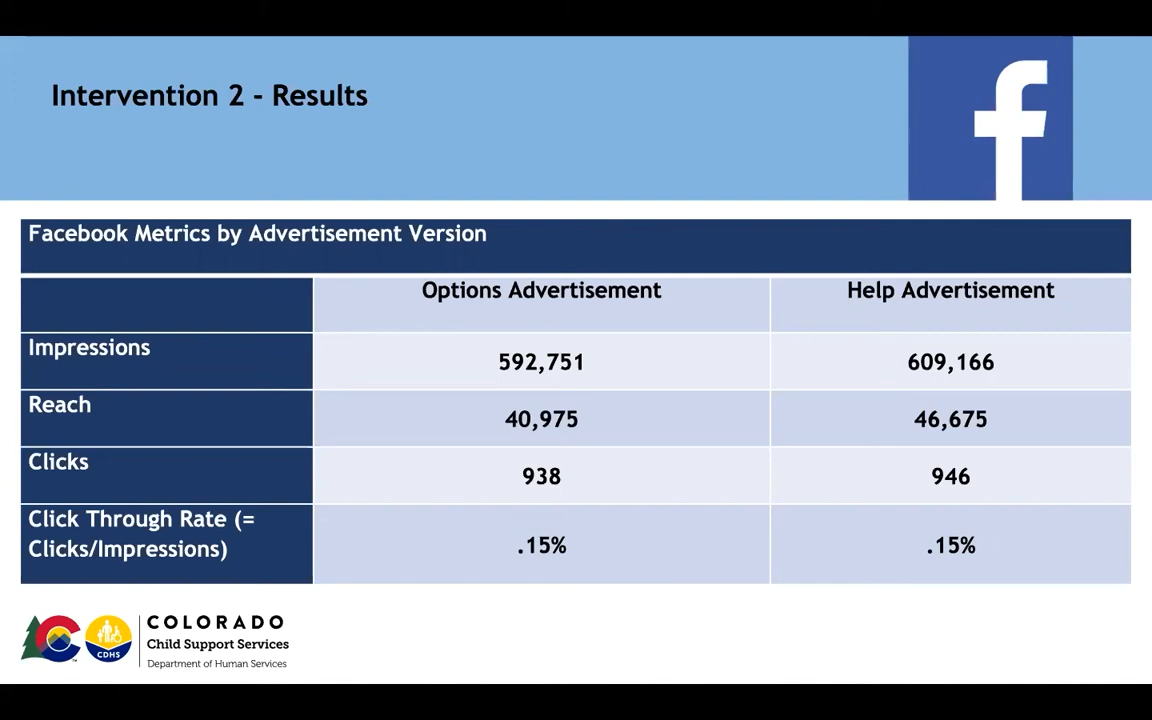 Intervention 2 - Results
Facebook Metrics by Advertisement Version
Options Advertisement
Help Advertisement
Impressions
592,751
609,166
Reach
40,975
46,675
Clicks
938
946
Click Through Rate (=
Clicks/Impressions)
.15%
.15%
CDHS
COLORADO
Child Support Services
Department of Human Services